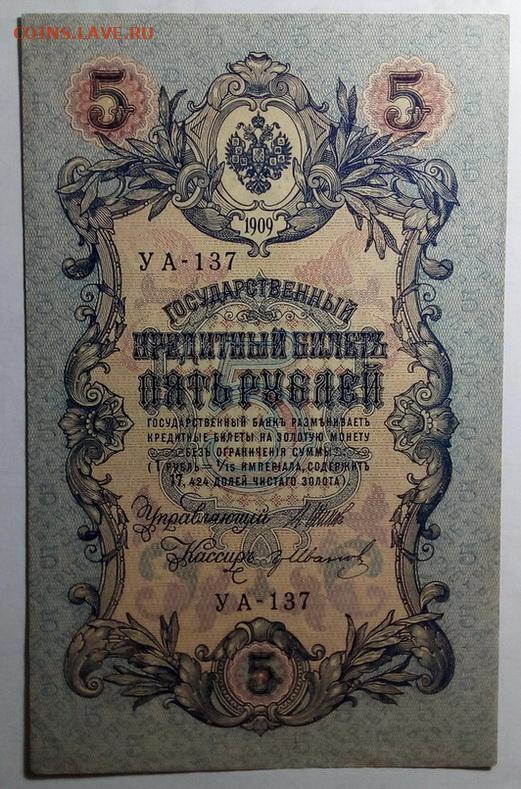 COINS.LAVE.RU
5 5
1909
УА-137
ГОСУДАРСТВЕННЫЙ
КРЕДИТНЫЙ БИЛЕТЪ
ПЯТЬ РУБЛЕЙ
ГОСУДАРСТВЕННЫЙ БАНКЪ РАЗМѢНИВАЕТЪ
КРЕДИТНЫЕ БИЛЕТЫ НА ЗОЛОТУЮ МОНЕТУ
БЕЗЪ ОГРАНИЧЕНІЯ СУММЫ
(1 РУБЛЬ = 1/15 ИМПЕРІАЛА, СОДЕРЖИТЪ
17,424 ДОЛЕЙ ЧИСТАГО ЗОЛОТА).
Управляющій
Кассиръ Гр Иванов
УА-137
5